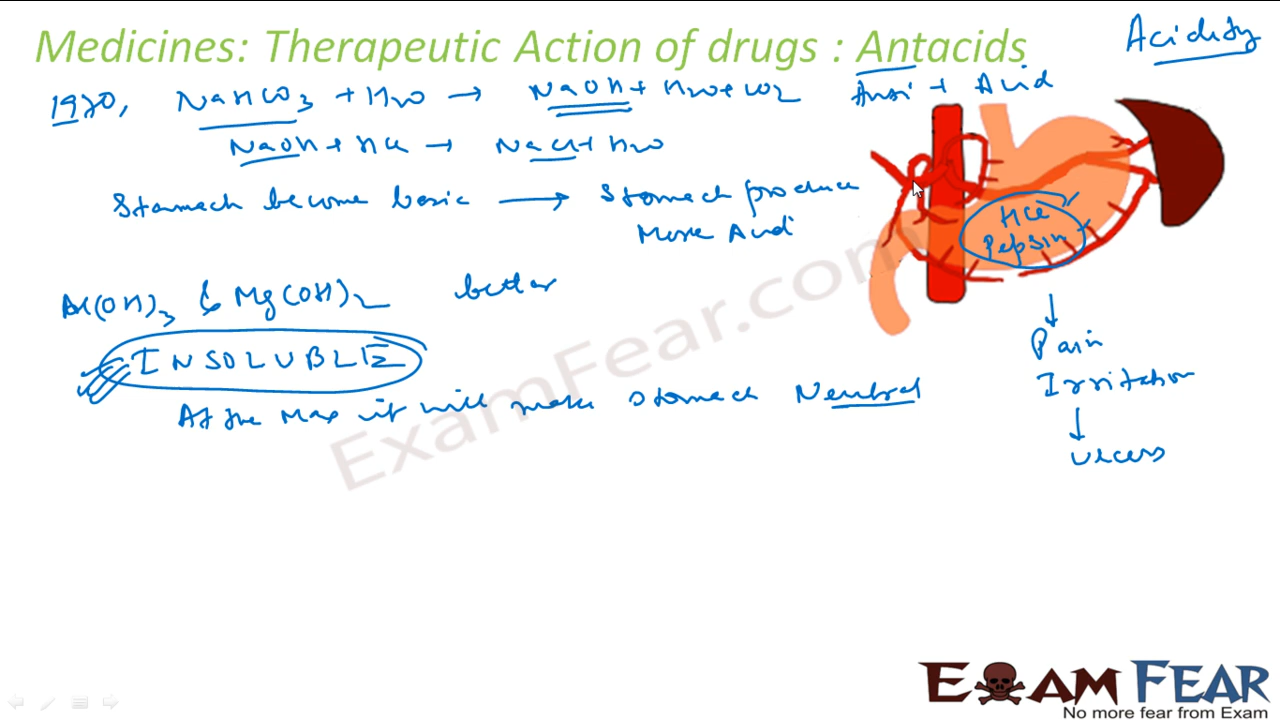 Medicines: Therapeutic Action of drugs : Antacids
Acidity
1970, NaHCO3 + H2O → NaOH + H2O + CO2
Anti + Acid
NaOH + HCl → NaCl + H2O
Stomach become basic → Stomach produce
More Acid
HCl
Pepsin
Al(OH)3 & Mg(OH)2 better
INSOLUBLE
At the Max it will make stomach Neutral
↓
Pain
Irritation
↓
Ulcers
ExamFear.com
EXAM FEAR
No more fear from Exam